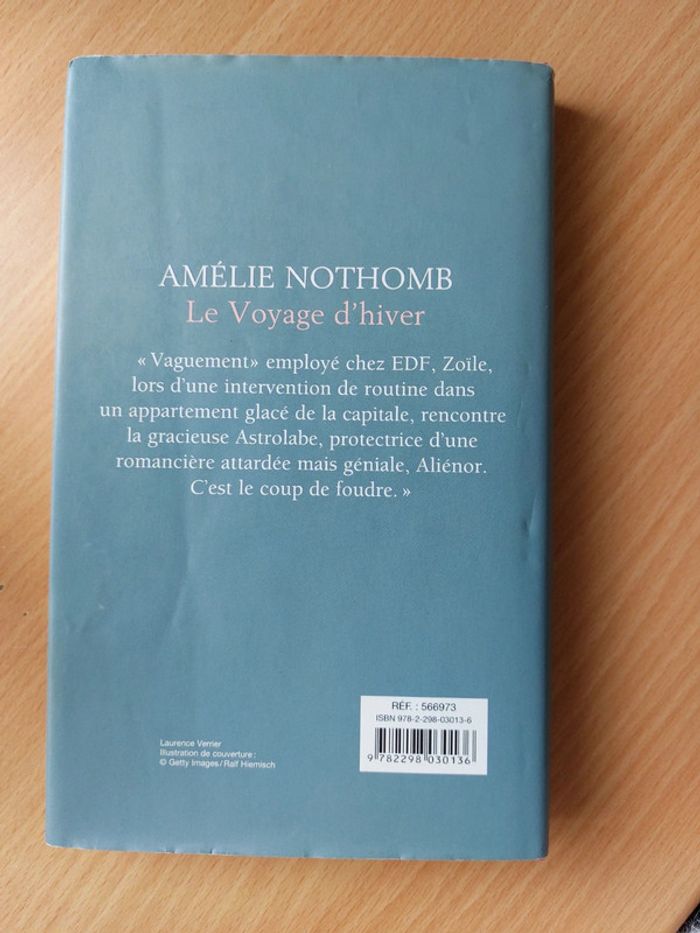 AMÉLIE NOTHOMB
Le Voyage d'hiver
« Vaguement» employé chez EDF, Zoïle,
lors d'une intervention de routine dans
un appartement glacé de la capitale, rencontre
la gracieuse Astrolabe, protectrice d'une
romancière attardée mais géniale, Aliénor.
C'est le coup de foudre. »
RÉF. : 566973
ISBN 978-2-298-03013-6
9 782298 030136
Laurence Verrier
Illustration de couverture :
© Getty Images / Ralf Hiemisch